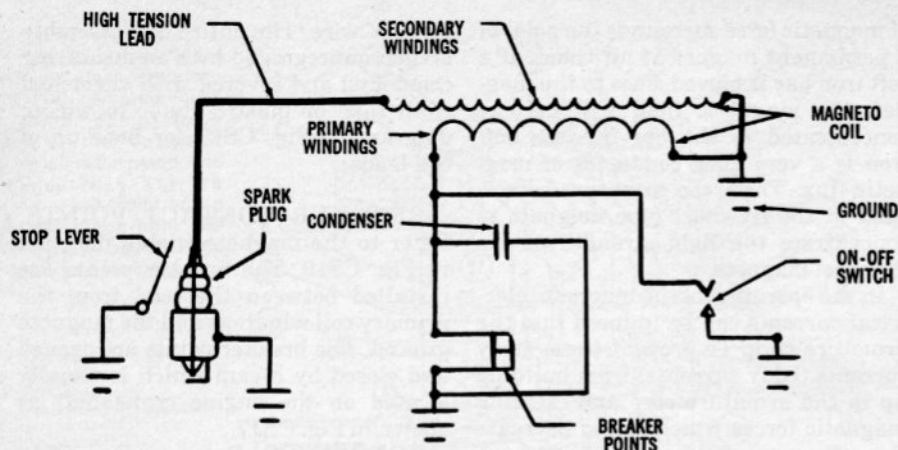 HIGH TENSION
LEAD
SECONDARY
WINDINGS
PRIMARY
WINDINGS
MAGNETO
COIL
SPARK
PLUG
CONDENSER
STOP LEVER
GROUND
ON-OFF
SWITCH
BREAKER
POINTS